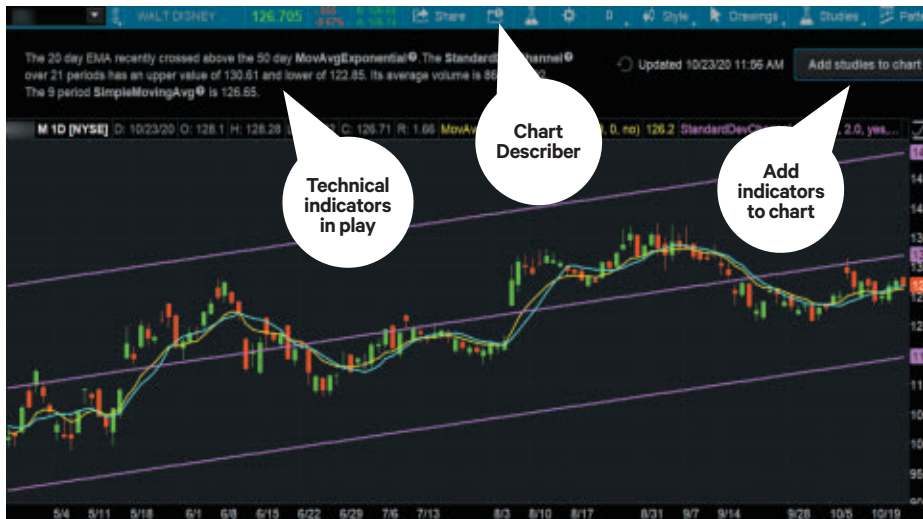 WALT DISNEY... 126.705 Share D Style Drawings Studies
The 20 day EMA recently crossed above the 50 day MovAvgExponential. The
over 21 periods has an upper value of 130.61 and lower of 122.85. Its average volume is
The 9 period SimpleMovingAvg is 126.65.
Updated 10/23/20 11:56 AM
Add studies to chart
M 1D [NYSE] D: 10/23/20 O: 128.1 H: 128.28 C: 126.71 R: 1.66 0, no) 126.2 2.0, yes,...
Chart
Describer
Technical
indicators
in play
Add
indicators
to chart
5/4 5/11 5/18 6/1 6/8 6/15 6/22 6/29 7/6 7/13 8/3 8/10 8/17 8/31 9/7 9/14 9/28 10/5 10/19